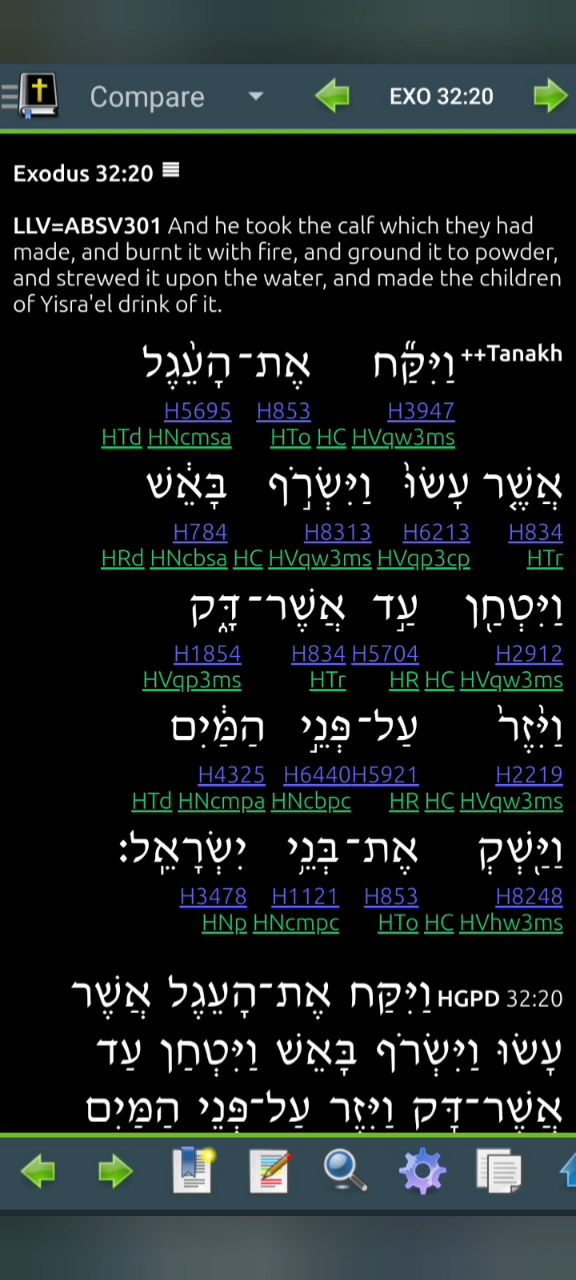 Compare EXO 32:20
Exodus 32:20
LLV=ABSV301 And he took the calf which they had
made, and burnt it with fire, and ground it to powder,
and strewed it upon the water, and made the children
of Yisra'el drink of it.
++Tanakh וַיִּקַּ֞ח אֶת־הָעֵ֨גֶל
H5695 H853 H3947
HTd HNcmsa HTo HC HVqw3ms
אֲשֶׁ֤ר עָשׂוּ֙ וַיִּשְׂרֹ֣ף בָּאֵ֔שׁ
H784 H8313 H6213 H834
HRd HNcbsa HC HVqw3ms HVqp3cp HTr
וַיִּטְחַ֖ן עַ֣ד אֲשֶׁר־דָּ֑ק
H1854 H834 H5704 H2912
HVqp3ms HTr HR HC HVqw3ms
וַיִּ֙זֶר֙ עַל־פְּנֵ֣י הַמַּ֔יִם
H4325 H6440H5921 H2219
HTd HNcmpa HNcbpc HR HC HVqw3ms
וַיַּ֖שְׁקְ אֶת־בְּנֵ֥י יִשְׂרָאֵֽל׃
H3478 H1121 H853 H8248
HNp HNcmpc HTo HC HVhw3ms
HGPD 32:20 וַיִּקַּח אֶת־הָעֵגֶל אֲשֶׁר
עָשׂוּ וַיִּשְׂרֹף בָּאֵשׁ וַיִּטְחַן עַד
אֲשֶׁר־דָּק וַיִּזֶר עַל־פְּנֵי הַמַּיִם